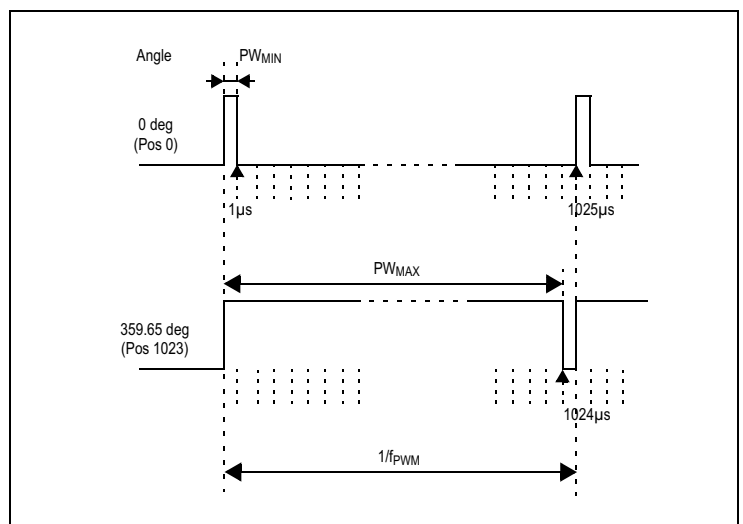 Angle PWMIN
0 deg
(Pos 0)
1µs 1025µs
PWMAX
359.65 deg
(Pos 1023)
1024µs
1/fPWM